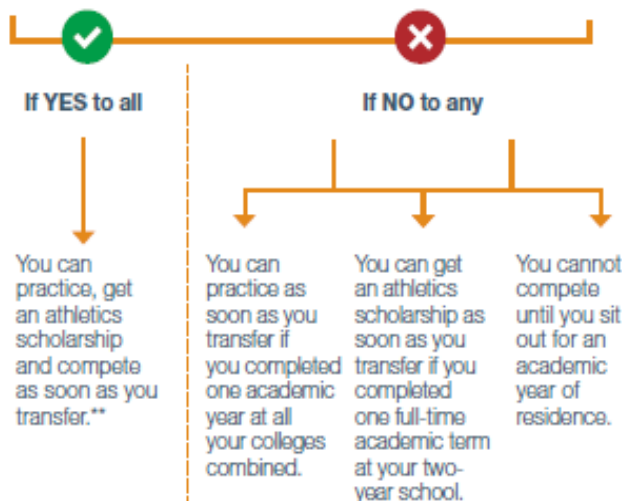 If YES to all
If NO to any
You can
practice, get
an athletics
scholarship
and compete
as soon as you
transfer.**
You can
practice as
soon as you
transfer if
you completed
one academic
year at all
your colleges
combined.
You can get
an athletics
scholarship as
soon as you
transfer if you
completed
one full-time
academic term
at your two-
year school.
You cannot
compete
until you sit
out for an
academic
year of
residence.